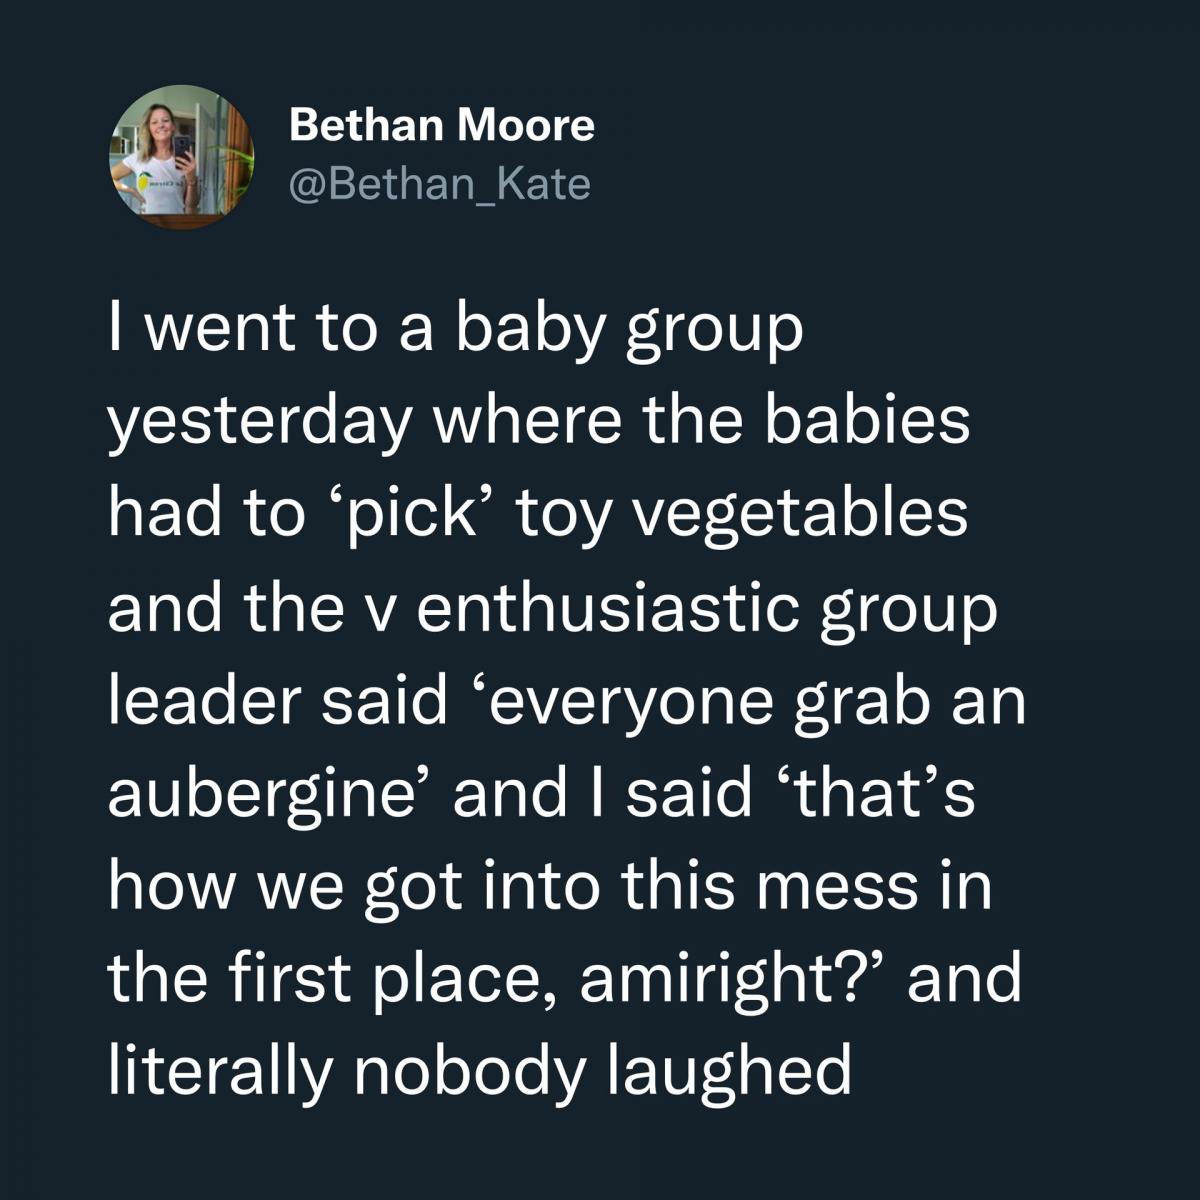 Bethan Moore
@Bethan_Kate
I went to a baby group
yesterday where the babies
had to ‘pick’ toy vegetables
and the v enthusiastic group
leader said ‘everyone grab an
aubergine’ and I said ‘that’s
how we got into this mess in
the first place, amiright?’ and
literally nobody laughed